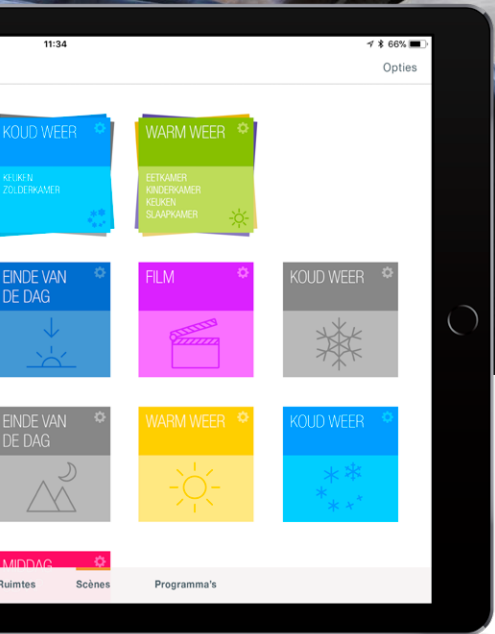 11:34
66%
Opties
KOUD WEER
KEUKEN
ZOLDERKAMER
WARM WEER
EETKAMER
KINDERKAMER
KEUKEN
SLAAPKAMER
EINDE VAN
DE DAG
FILM
KOUD WEER
EINDE VAN
DE DAG
WARM WEER
KOUD WEER
MIDDAG
Ruimtes
Scènes
Programma's